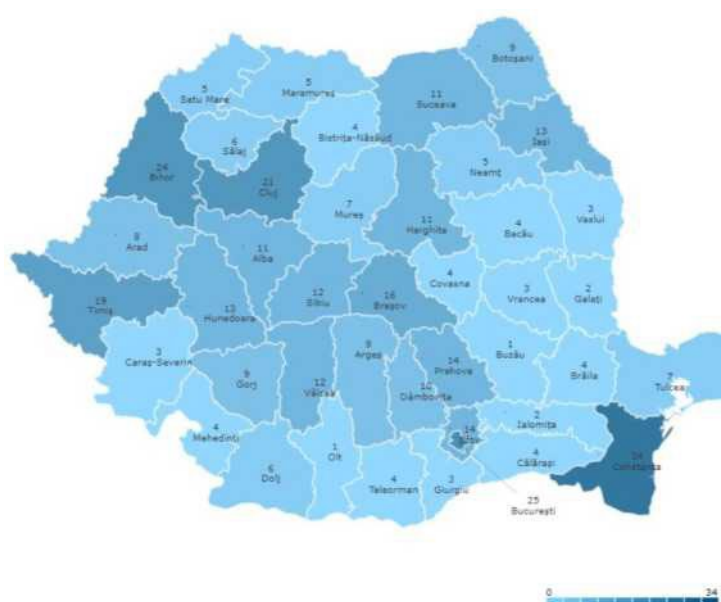 9
Botoșani
5
Satu Mare
5
Maramureș
11
Suceava
4
Bistrița-Năsăud
6
Sălaj
13
Iași
24
Bihor
21
Cluj
5
Neamț
7
Mureș
11
Harghita
3
Vaslui
4
Bacău
Arad
11
Alba
4
Covasna
12
Sibiu
16
Brașov
3
Vrancea
2
Galați
19
Timiș
13
Hunedoara
3
Caraș-Severin
9
Gorj
12
Vâlcea
Argeș
14
Prahova
10
Dâmbovița
1
Buzău
4
Brăila
7
Tulcea
4
Mehedinți
14
2
Ialomița
1
Olt
6
Dolj
4
Teleorman
3
Giurgiu
4
Călărași
34
Constanța
25
București
0 34